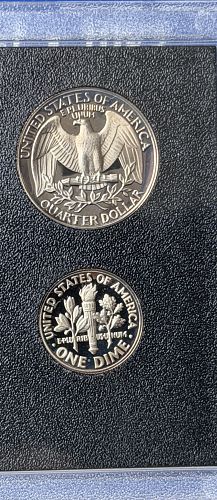 UNITED STATES OF AMERICA
E PLURIBUS
UNUM
QUARTER DOLLAR
UNITED STATES OF AMERICA
E PLURIBUS UNUM
· ONE DIME ·